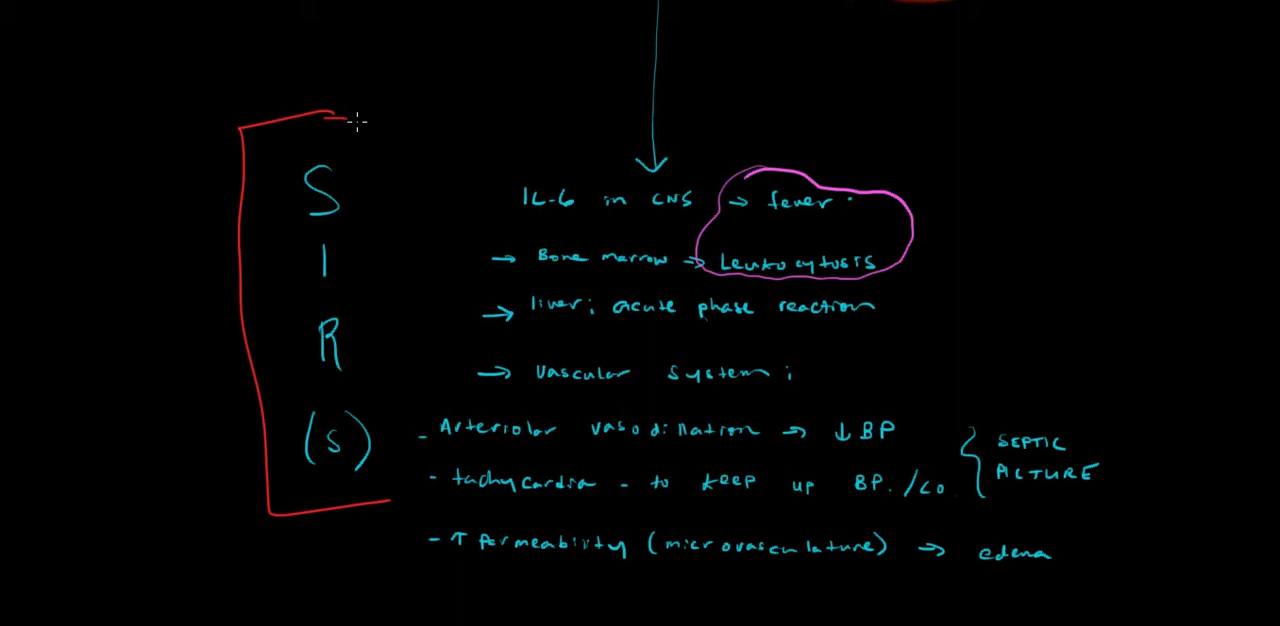 S
I
R
(S)
IL-6 in CNS → fever.
→ Bone marrow → Leukocytosis
→ liver; acute phase reaction
→ vascular system;
- Arteriolar vasodilation → ↓ BP
- tachycardia - to keep up BP./CO.
SEPTIC
PICTURE
- ↑ permeability (microvasculature) → edema